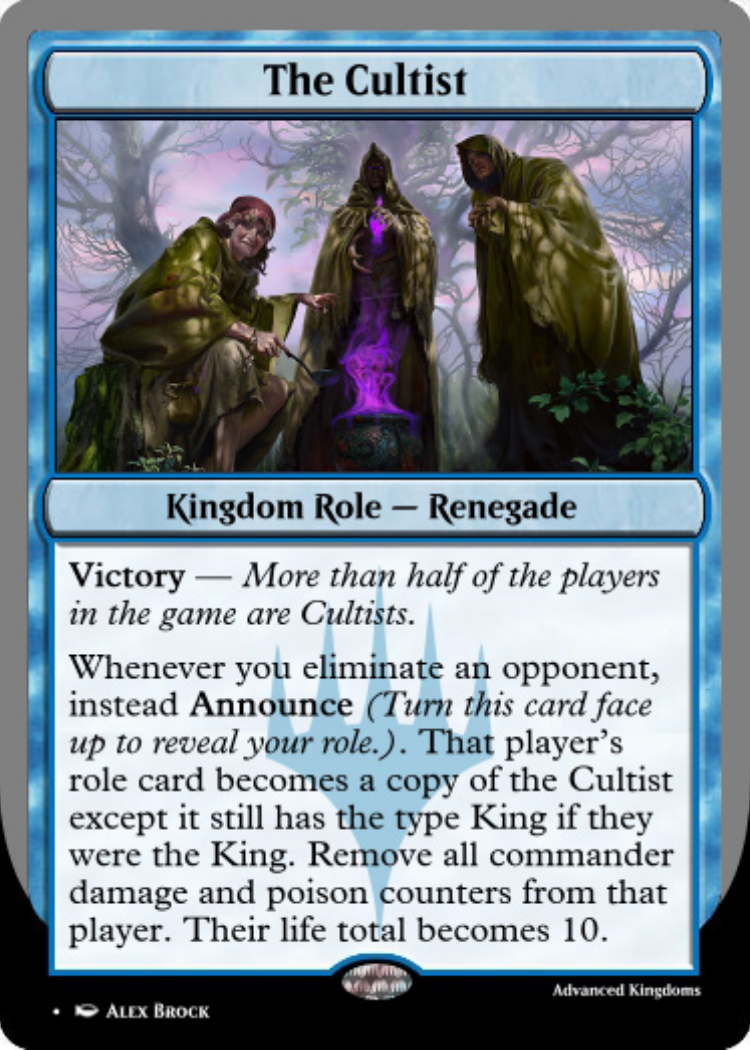 The Cultist
Kingdom Role — Renegade
Victory — More than half of the players
in the game are Cultists.
Whenever you eliminate an opponent,
instead Announce (Turn this card face
up to reveal your role.). That player's
role card becomes a copy of the Cultist
except it still has the type King if they
were the King. Remove all commander
damage and poison counters from that
player. Their life total becomes 10.
Advanced Kingdoms
• Alex Brock